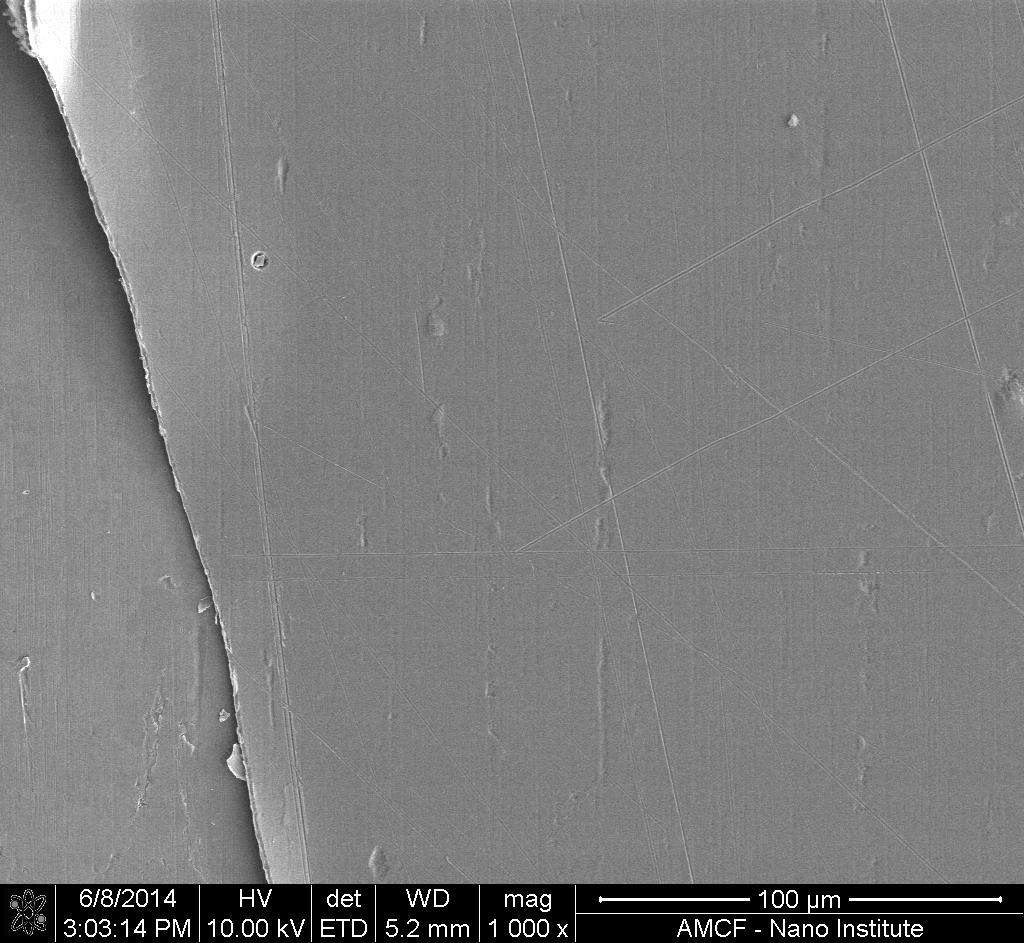 6/8/2014 HV det WD mag 100 µm
3:03:14 PM 10.00 kV ETD 5.2 mm 1 000 x AMCF - Nano Institute